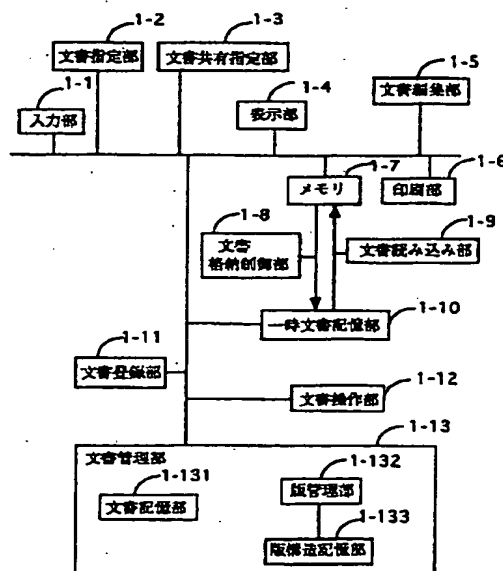 1-2
文書指定部
1-3
文書共有指定部
1-1
入力部
1-4
表示部
1-5
文書編集部
1-7
メモリ
1-6
印刷部
1-8
文書
格納制御部
1-9
文書読み込み部
1-10
一時文書記憶部
1-11
文書登録部
1-12
文書操作部
1-13
文書管理部
1-131
文書記憶部
1-132
版管理部
1-133
版構造記憶部